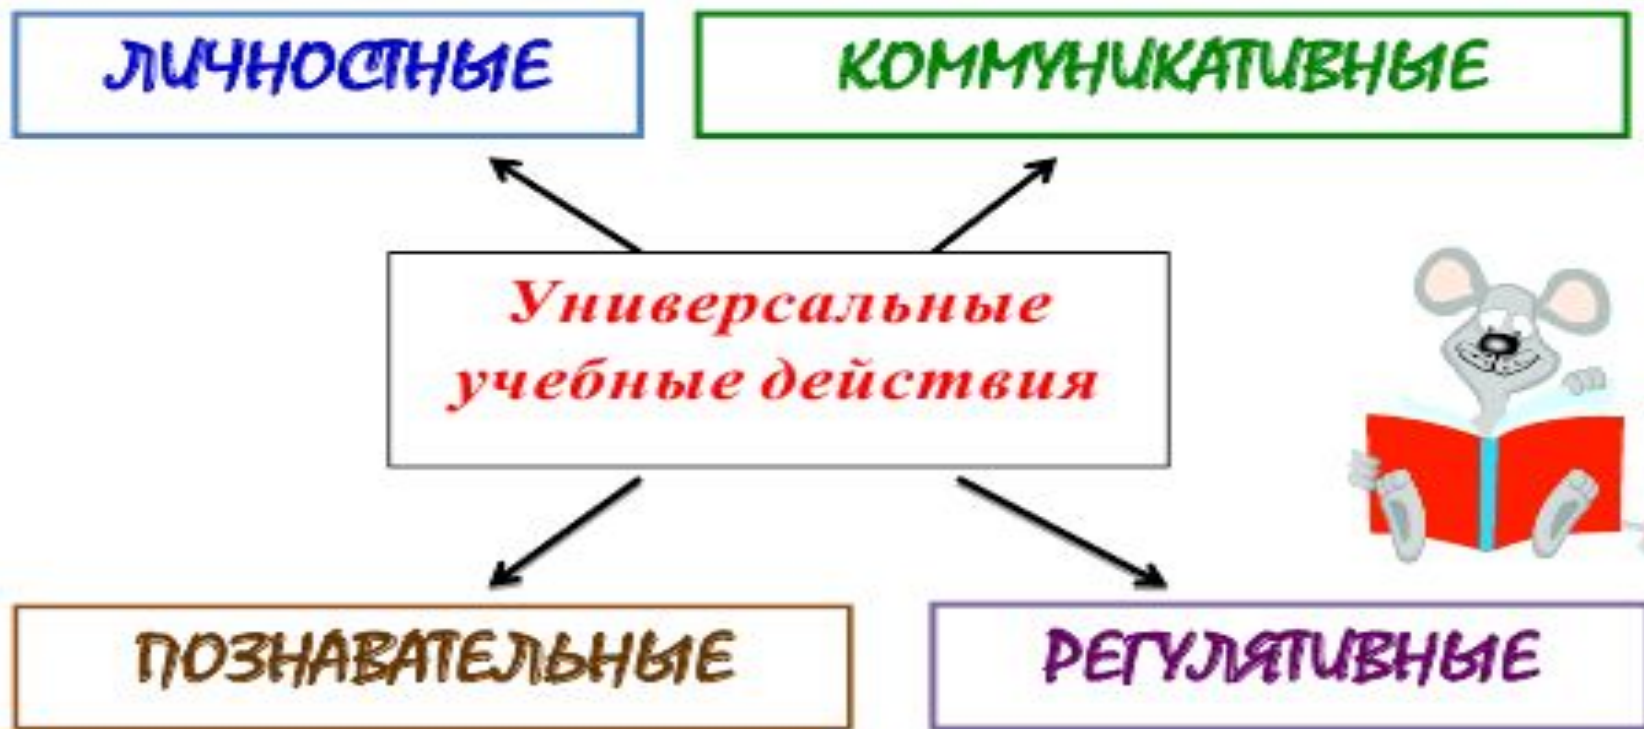 ЛИЧНОСТНЫЕ
КОММУНИКАТИВНЫЕ
Универсальные
учебные действия
ПОЗНАВАТЕЛЬНЫЕ
РЕГУЛЯТИВНЫЕ